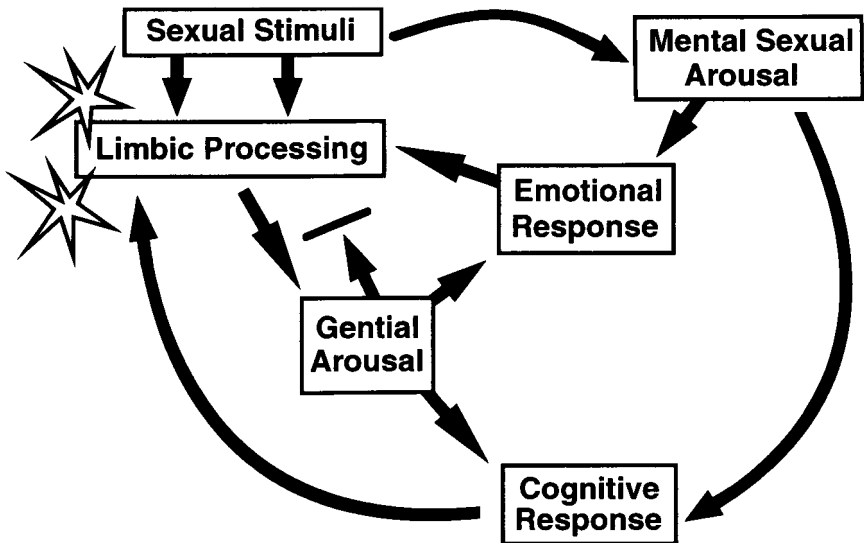 Sexual Stimuli
Mental Sexual
Arousal
Limbic Processing
Emotional
Response
Gential
Arousal
Cognitive
Response